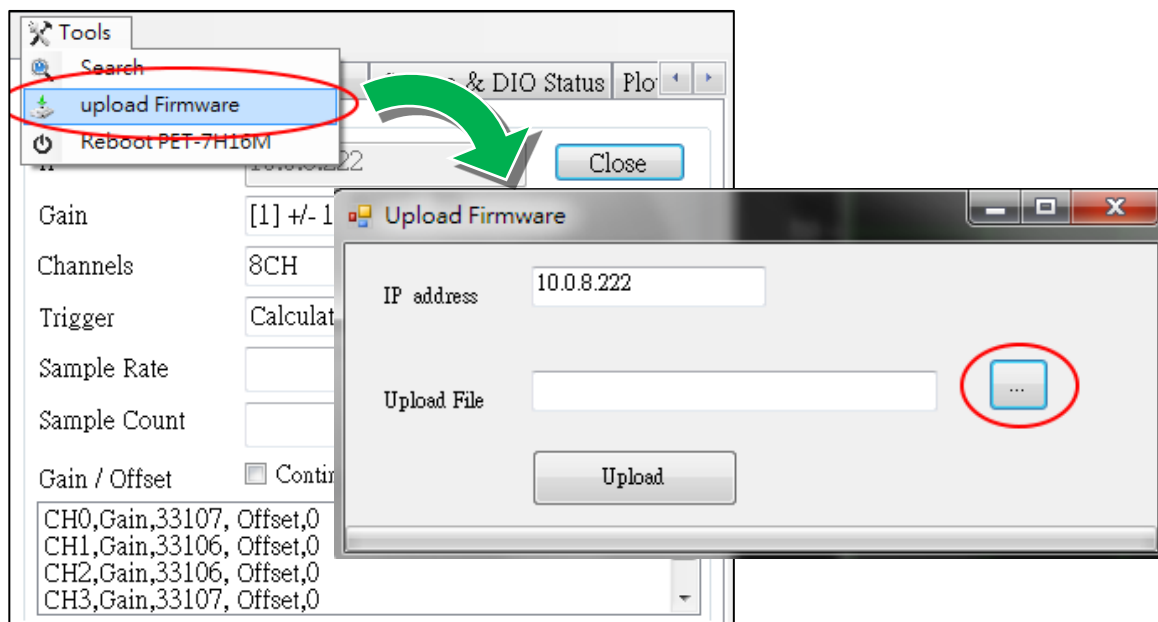 Tools
Search
& DIO Status
upload Firmware
Reboot PET-7H16M
Close
Gain
[1] +/- 1
Channels
8CH
Trigger
Calculat
Sample Rate
Sample Count
Gain / Offset
Contin
CH0,Gain,33107, Offset,0
CH1,Gain,33106, Offset,0
CH2,Gain,33106, Offset,0
CH3,Gain,33107, Offset,0
Upload Firmware
IP address
10.0.8.222
Upload File
...
Upload